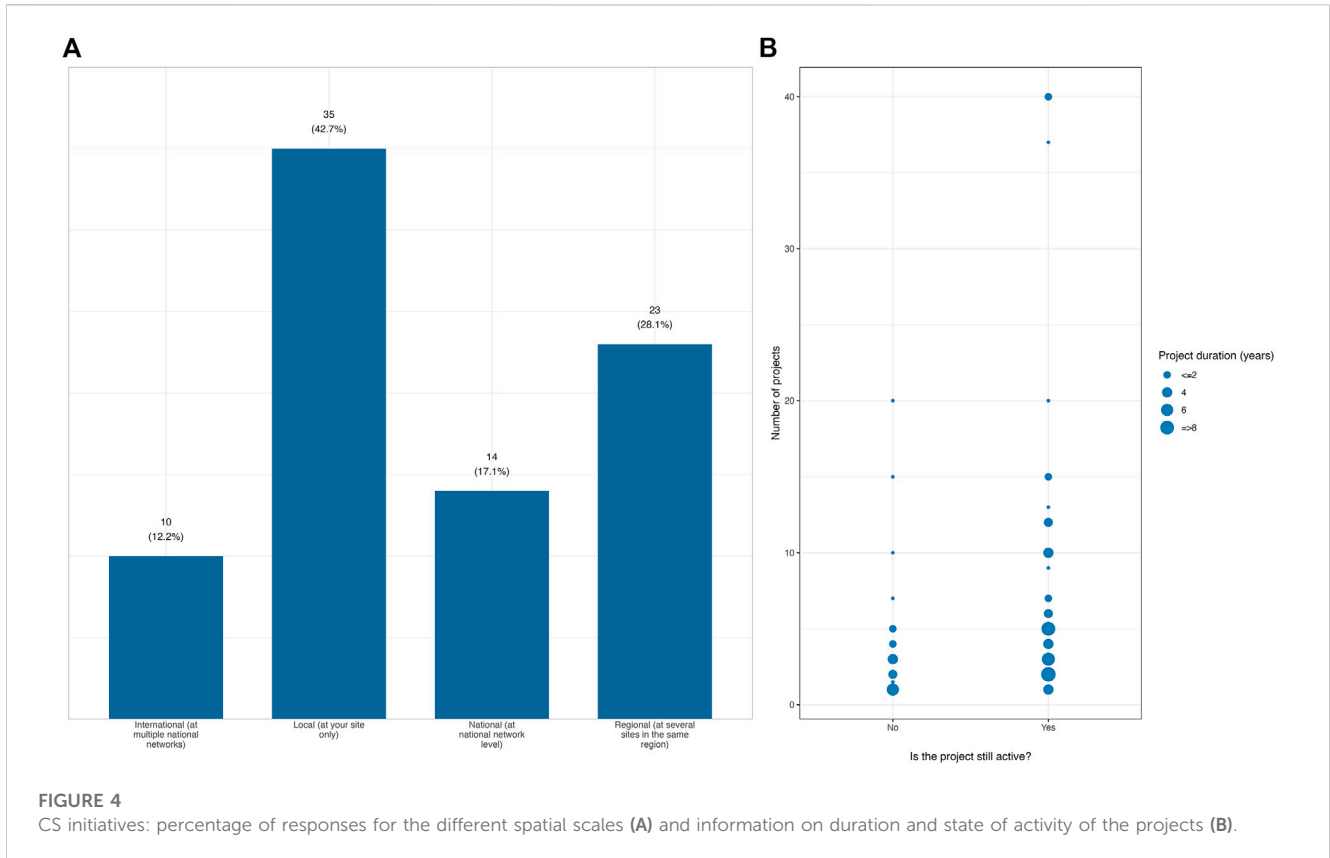 A
B
35
(42.7%)
23
(28.1%)
14
(17.1%)
10
(12.2%)
International (at
multiple national
networks)
Local (at your site
only)
National (at
national network
level)
Regional (at several
sites in the same
region)
Number of projects
40
30
20
10
0
No
Yes
Is the project still active?
Project duration (years)
<=2
4
6
=>8
FIGURE 4
CS initiatives: percentage of responses for the different spatial scales (A) and information on duration and state of activity of the projects (B).